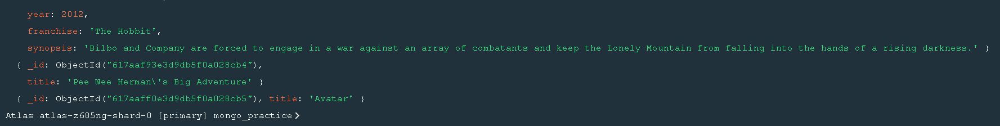 year: 2012,
franchise: 'The Hobbit',
synopsis: 'Bilbo and Company are forced to engage in a war against an array of combatants and keep the Lonely Mountain from falling into the hands of a rising darkness.' }
{ _id: ObjectId("617aaf93e3d9db5f0a028cb4"),
title: 'Pee Wee Herman\'s Big Adventure' }
{ _id: ObjectId("617aaff0e3d9db5f0a028cb5"), title: 'Avatar' }
Atlas atlas-z685ng-shard-0 [primary] mongo_practice>